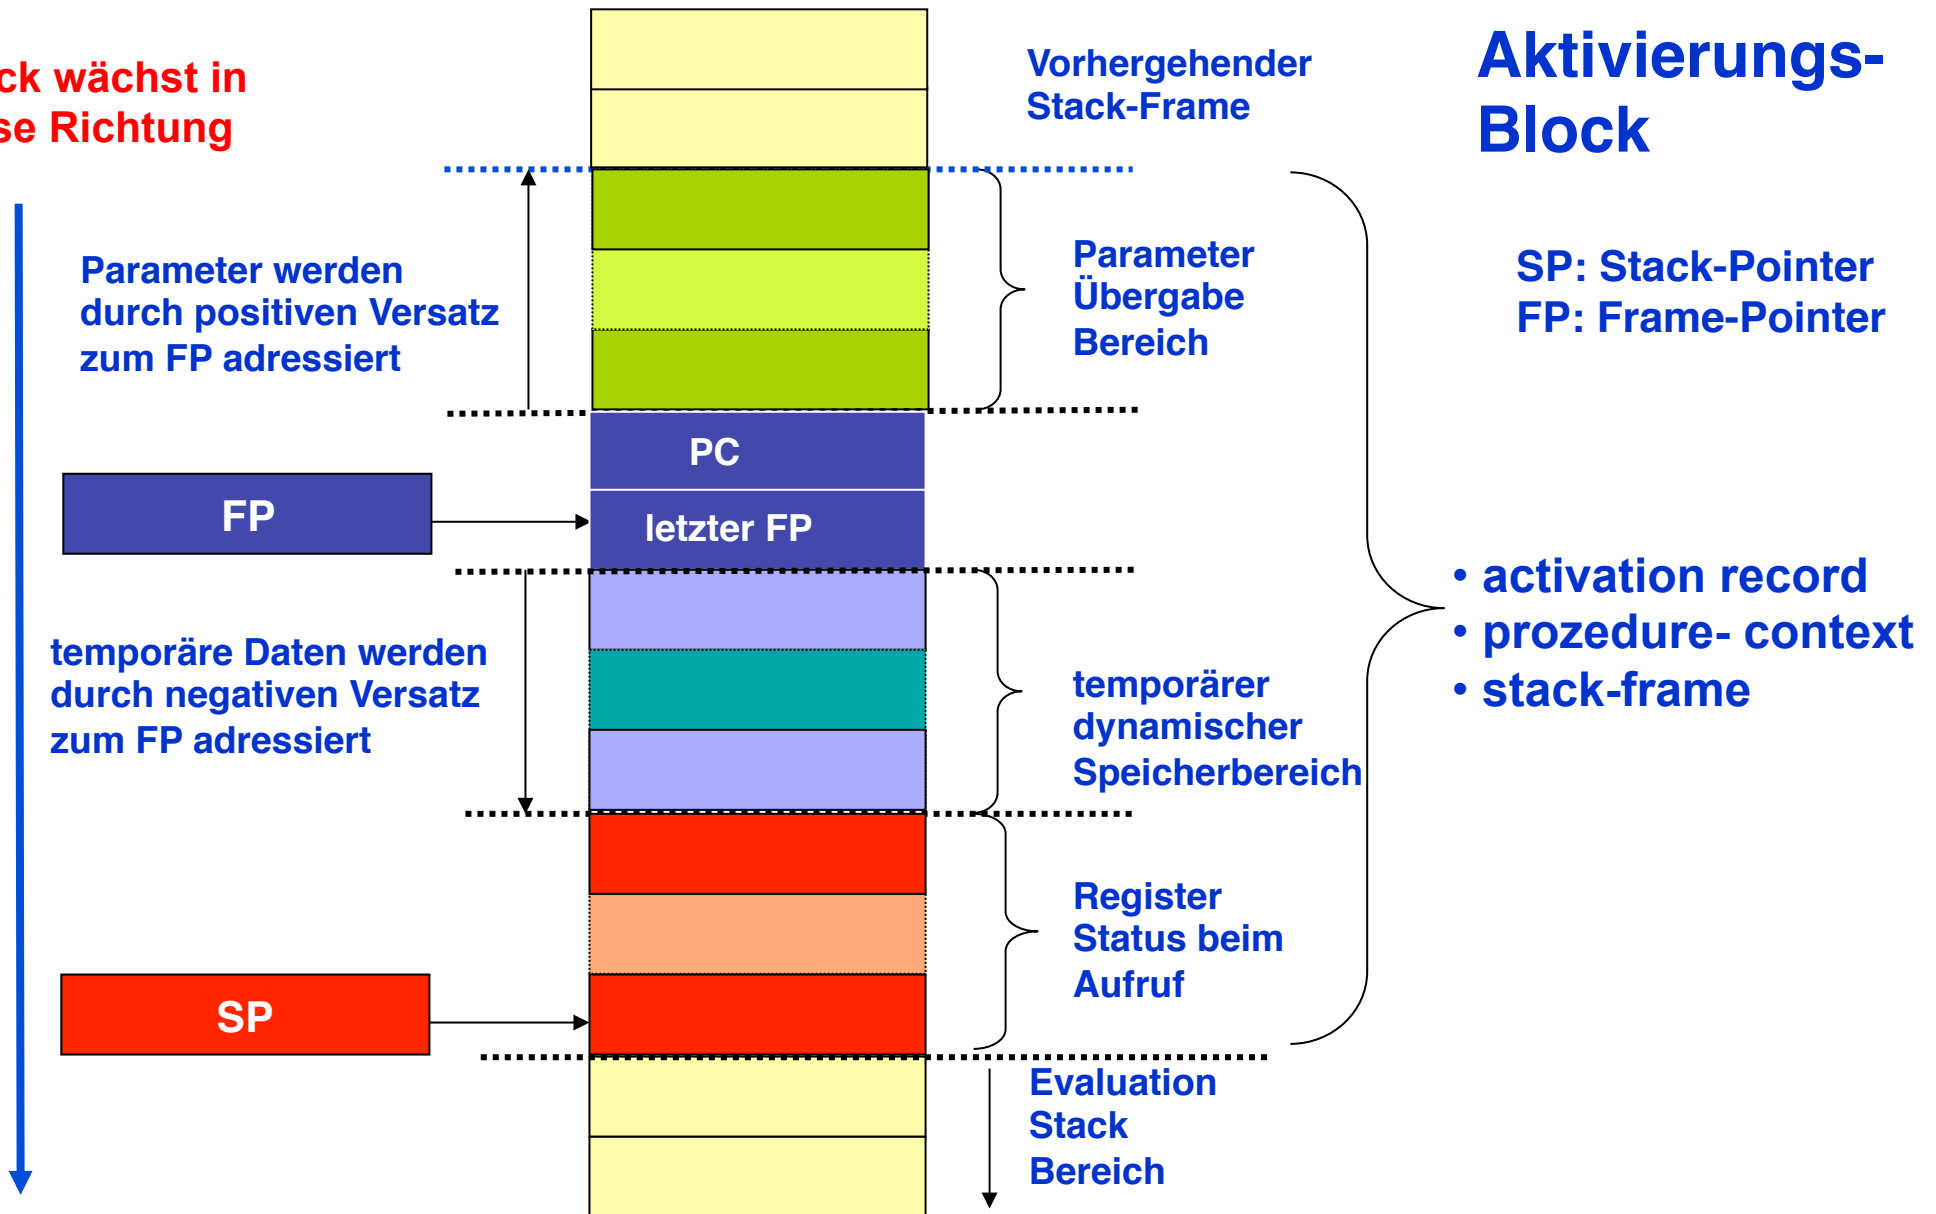 wächst in
Richtung
Vorhergehender
Stack-Frame
Aktivierungs-
Block
Parameter werden
durch positiven Versatz
zum FP adressiert
Parameter
Übergabe
Bereich
SP: Stack-Pointer
FP: Frame-Pointer
PC
FP
letzter FP
temporäre Daten werden
durch negativen Versatz
zum FP adressiert
temporärer
dynamischer
Speicherbereich
• activation record
• prozedure- context
• stack-frame
Register
Status beim
Aufruf
SP
Evaluation
Stack
Bereich